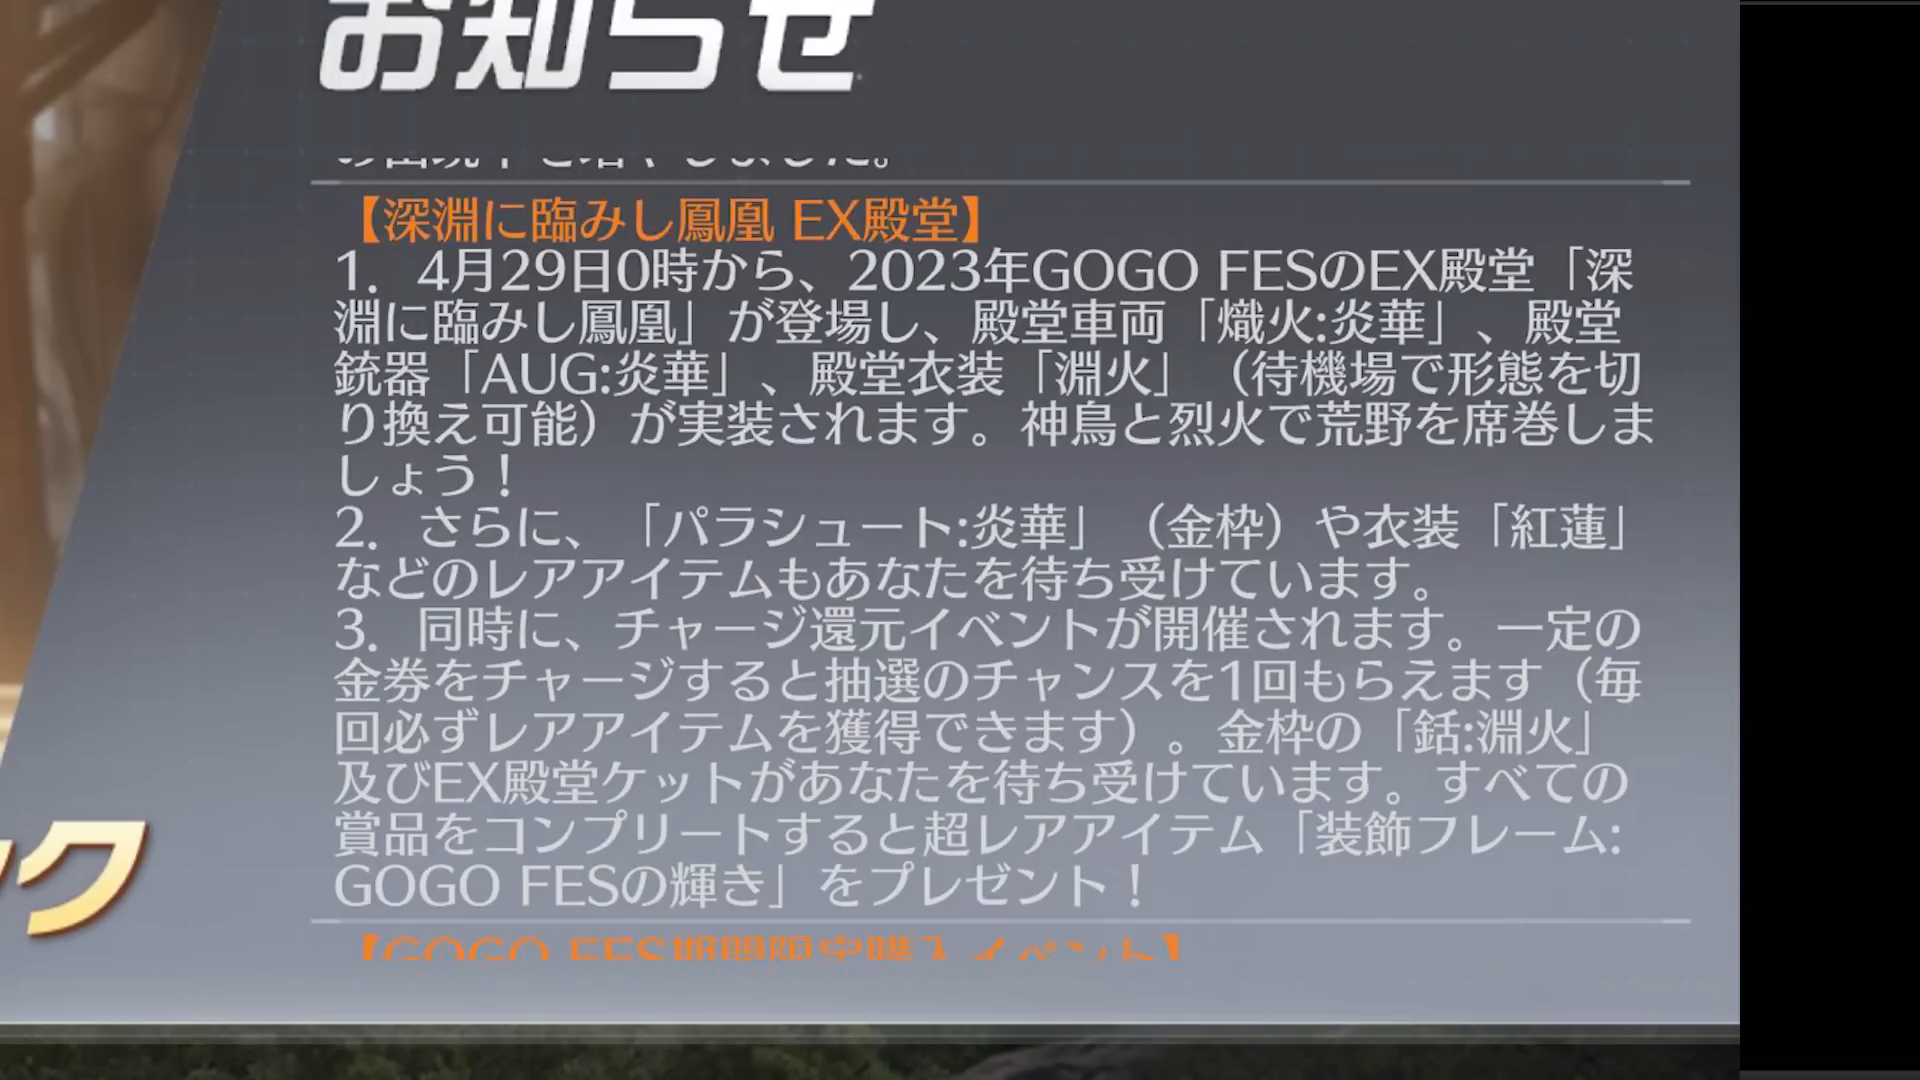 お知らせ
【深淵に臨みし鳳凰 EX殿堂】
1. 4月29日0時から、2023年GOGO FESのEX殿堂「深
淵に臨みし鳳凰」が登場し、殿堂車両「熾火:炎華」、殿堂
銃器「AUG:炎華」、殿堂衣装「淵火」（待機場で形態を切
り換え可能）が実装されます。神鳥と烈火で荒野を席巻しま
しょう！
2. さらに、「パラシュート:炎華」（金枠）や衣装「紅蓮」
などのレアアイテムもあなたを待ち受けています。
3. 同時に、チャージ還元イベントが開催されます。一定の
金券をチャージすると抽選のチャンスを1回もらえます（毎
回必ずレアアイテムを獲得できます）。金枠の「銛:淵火」
及びEX殿堂ケットがあなたを待ち受けています。すべての
賞品をコンプリートすると超レアアイテム「装飾フレーム:
GOGO FESの輝き」をプレゼント！
【GOGO FES期間限定購入イベント】
ク